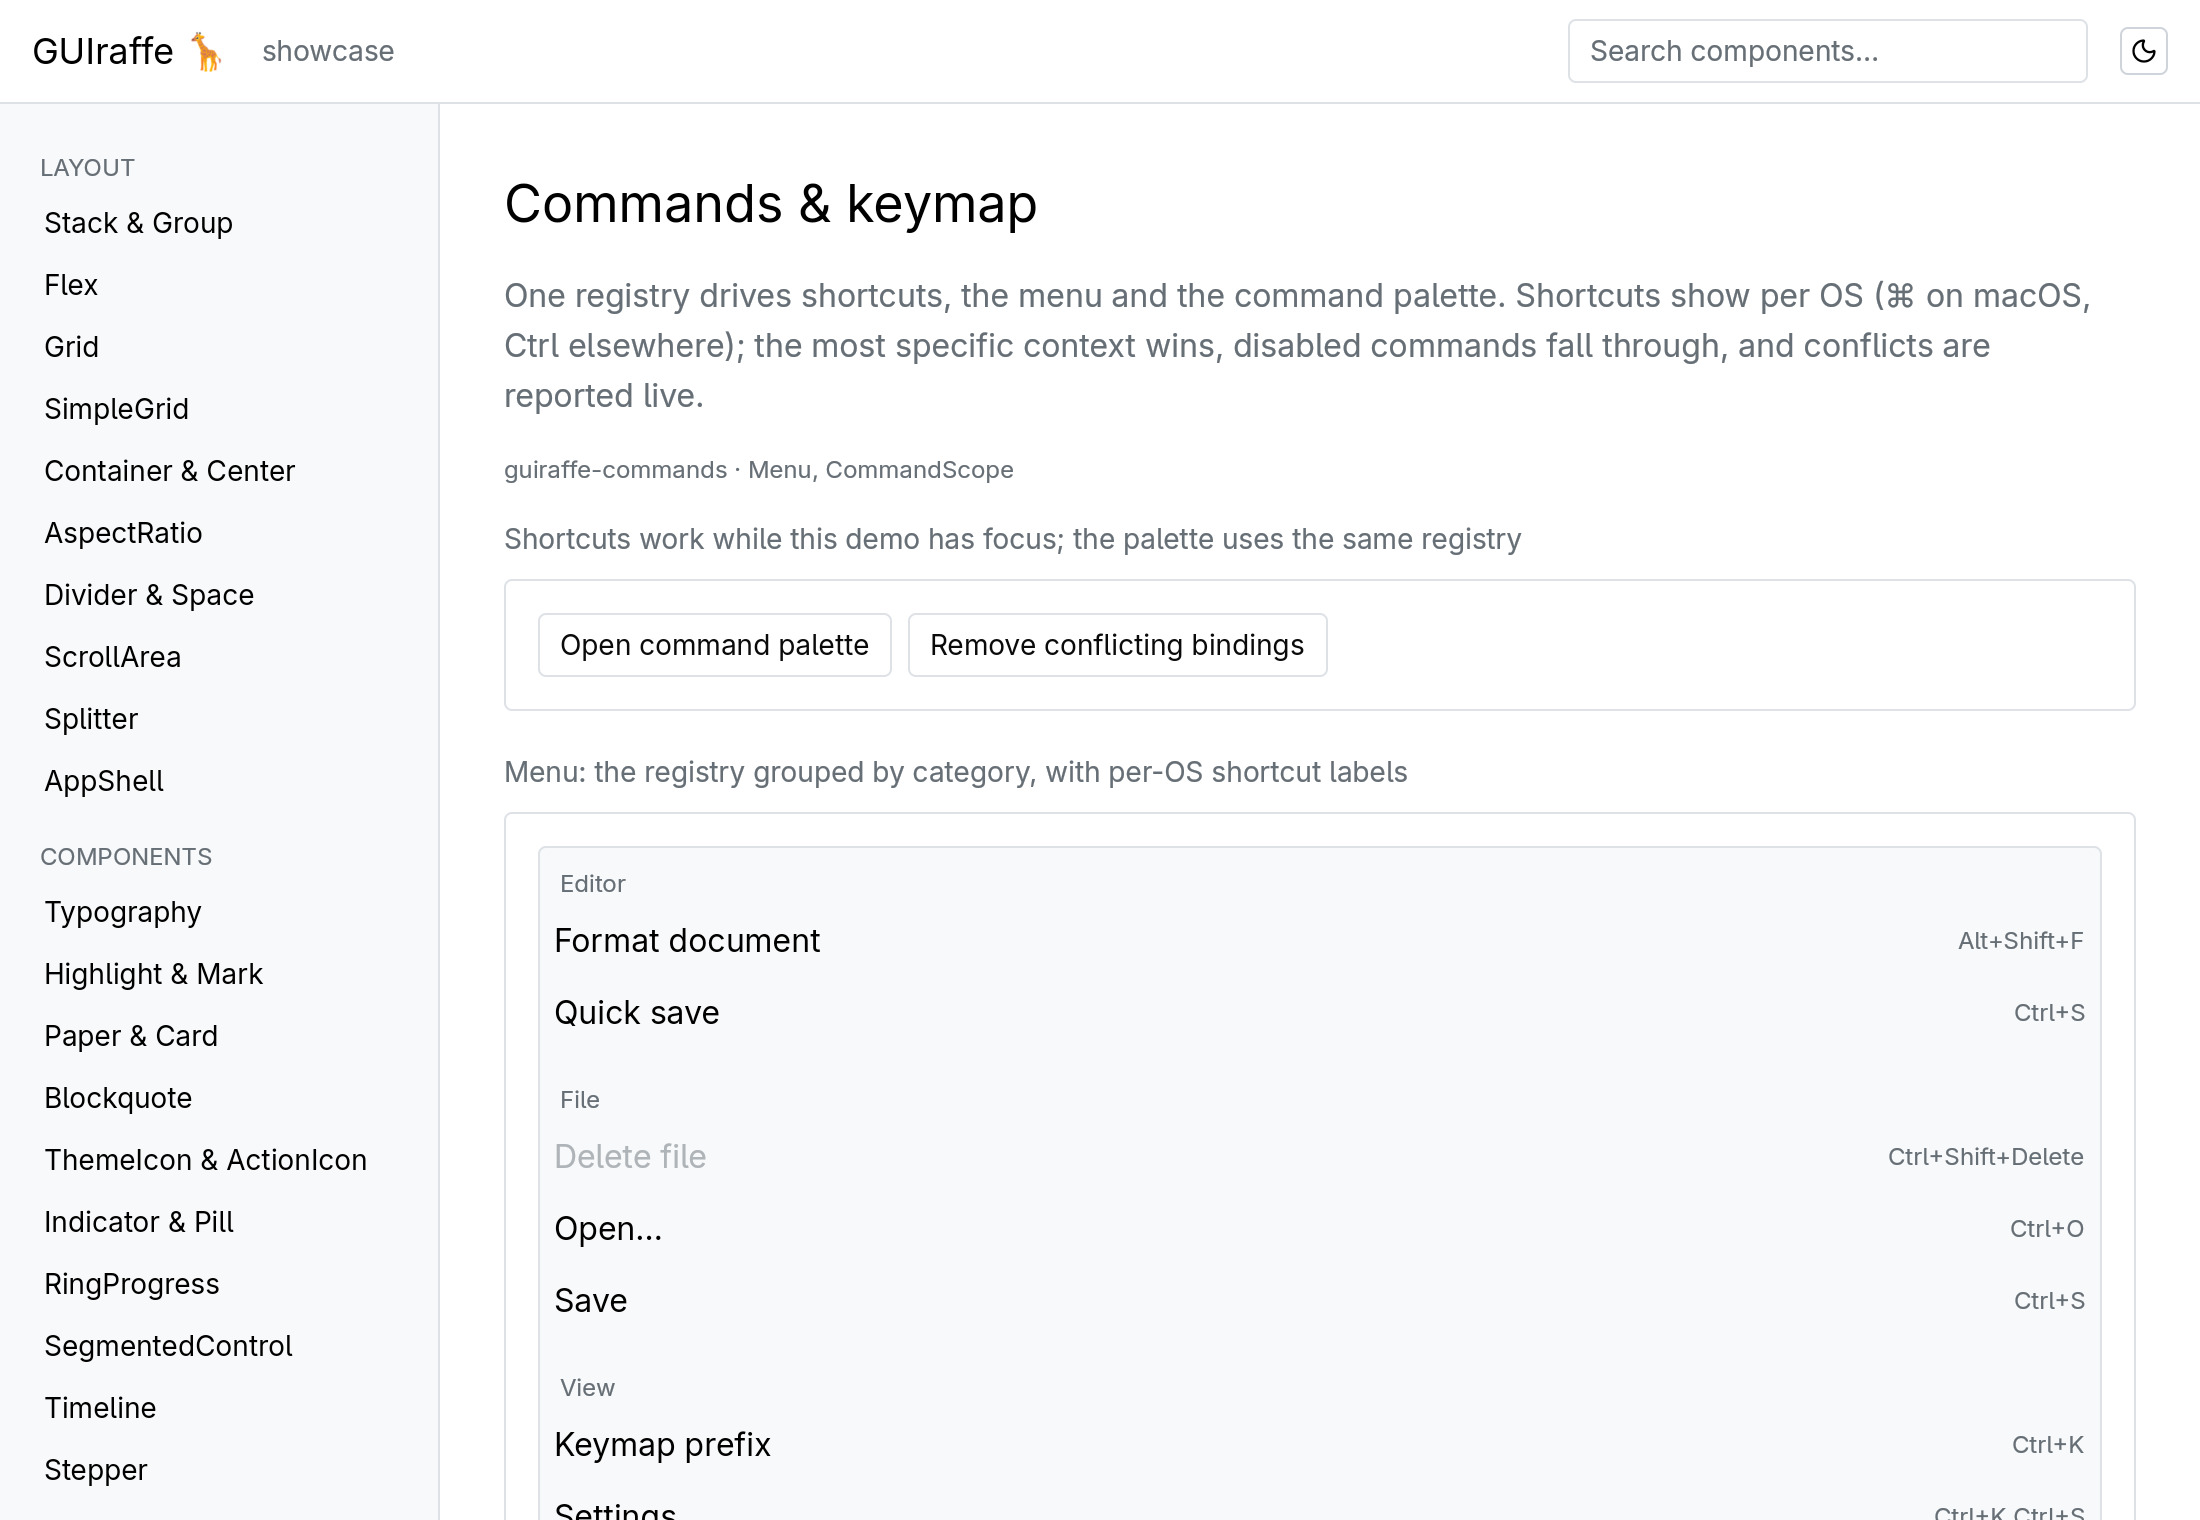 GUIraffe 🦒 showcase
Search components...
LAYOUT
Stack & Group
Flex
Grid
SimpleGrid
Container & Center
AspectRatio
Divider & Space
ScrollArea
Splitter
AppShell
COMPONENTS
Typography
Highlight & Mark
Paper & Card
Blockquote
ThemeIcon & ActionIcon
Indicator & Pill
RingProgress
SegmentedControl
Timeline
Stepper
Commands & keymap
One registry drives shortcuts, the menu and the command palette. Shortcuts show per OS (⌘ on macOS,
Ctrl elsewhere); the most specific context wins, disabled commands fall through, and conflicts are
reported live.
guiraffe-commands · Menu, CommandScope
Shortcuts work while this demo has focus; the palette uses the same registry
Open command palette
Remove conflicting bindings
Menu: the registry grouped by category, with per-OS shortcut labels
Editor
Format document Alt+Shift+F
Quick save Ctrl+S
File
Delete file Ctrl+Shift+Delete
Open... Ctrl+O
Save Ctrl+S
View
Keymap prefix Ctrl+K
Settings Ctrl+K Ctrl+S